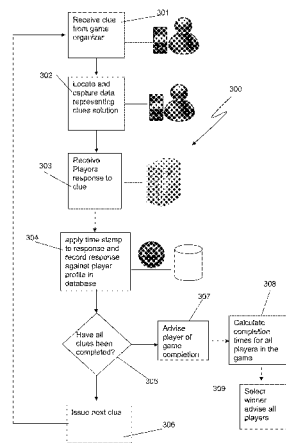 301
Receive clue
from game
organizer
302
Locate and
capture data
representing
clues solution
300
303
Receive
Players
response to
clue
304
apply time stamp
to response and
record response
against player
profile in
database
307
308
Have all
clues been
completed?
Advise
player of
game
completion
Calculate
completion
times for all
players in the
game
305
309
Select
winner
advise all
players
Issue next clue
306